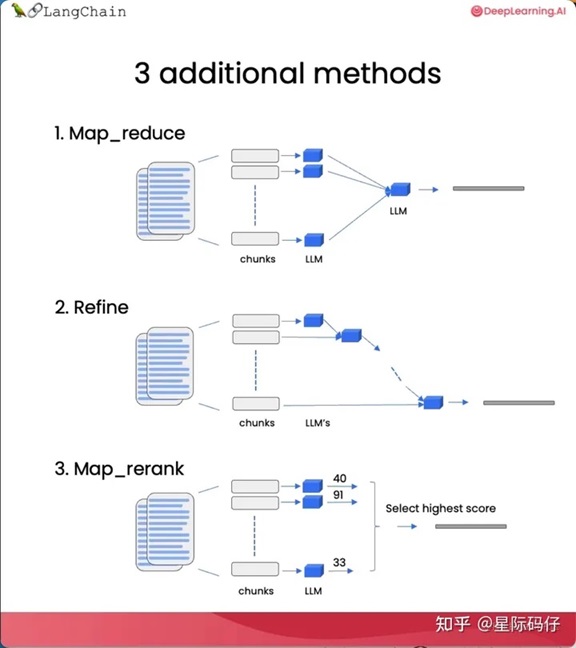 LangChain
DeepLearning.AI
3 additional methods
1. Map_reduce
LLM
chunks
LLM
2. Refine
chunks
LLM's
3. Map_rerank
40
91
Select highest score
33
chunks
LLM
知乎 @星际码仔